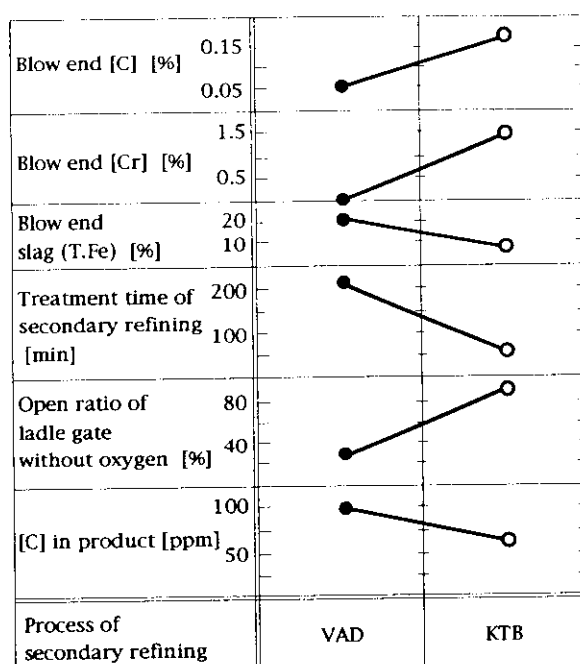 0.15
Blow end [C] [%]
0.05
1.5
Blow end [Cr] [%]
0.5
Blow end
slag (T.Fe) [%]
20
10
Treatment time of
secondary refining
[min]
200
100
Open ratio of
ladle gate
without oxygen [%]
80
40
100
[C] in product [ppm]
50
Process of
secondary refining
VAD
KTB